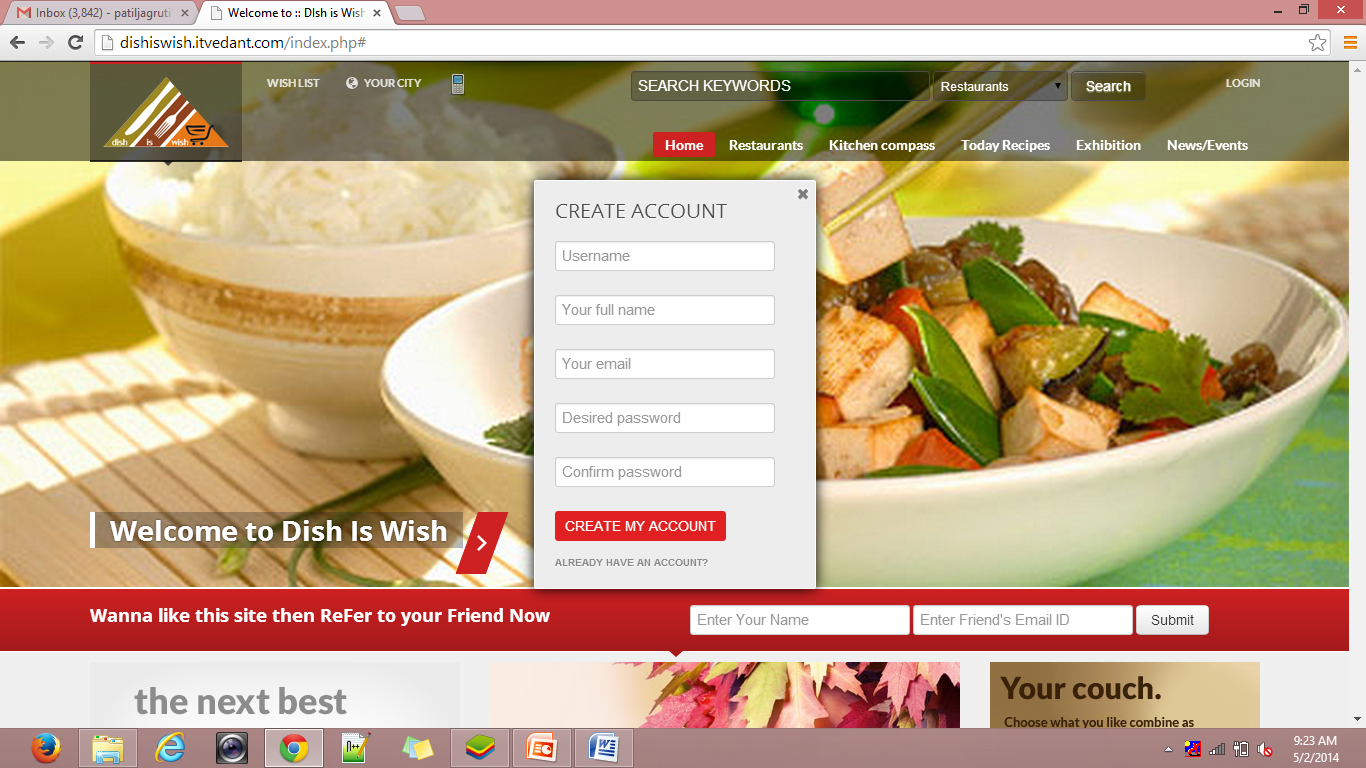 Inbox (3,842) - patiljagruti
Welcome to :: DIsh is Wish
dishiswish.itvedant.com/index.php#
dish is wish
WISH LIST
YOUR CITY
SEARCH KEYWORDS
Restaurants
Search
LOGIN
Home
Restaurants
Kitchen compass
Today Recipes
Exhibition
News/Events
CREATE ACCOUNT
Username
Your full name
Your email
Desired password
Confirm password
CREATE MY ACCOUNT
ALREADY HAVE AN ACCOUNT?
Welcome to Dish Is Wish
Wanna like this site then ReFer to your Friend Now
Enter Your Name
Enter Friend's Email ID
Submit
the next best
Your couch.
Choose what you like combine as
9:23 AM
5/2/2014